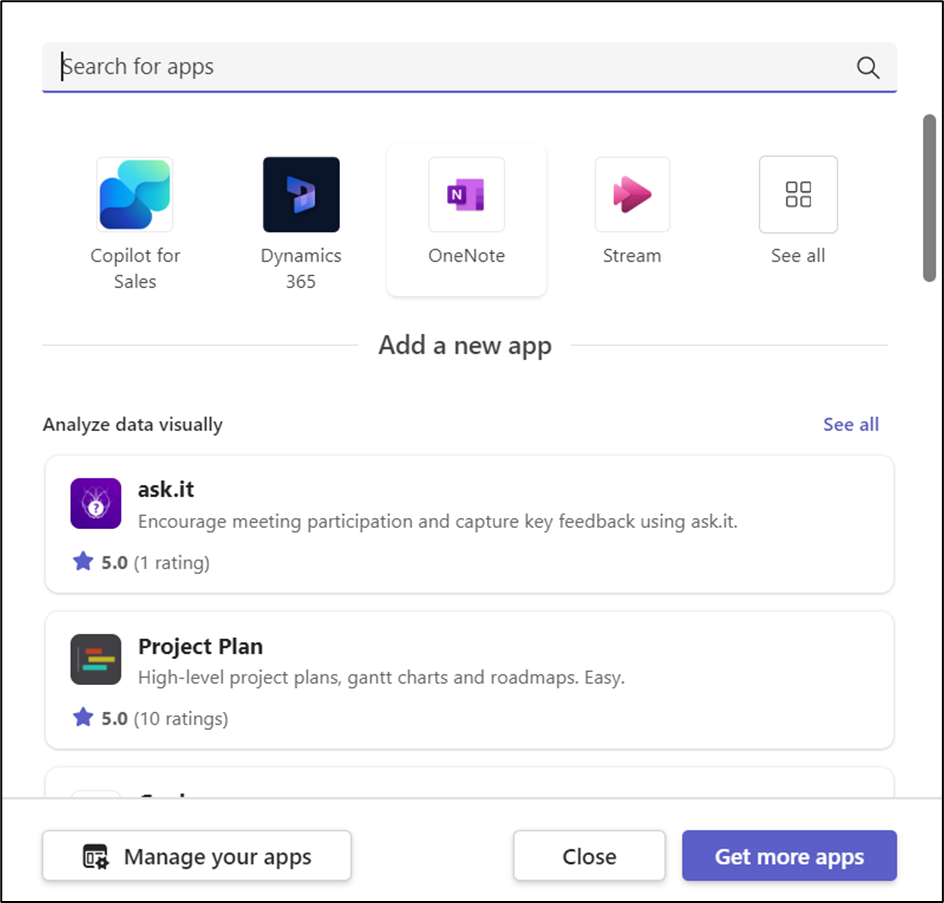 Search for apps
Copilot for
Sales
Dynamics
365
N
OneNote
Stream
See all
Add a new app
Analyze data visually
See all
?
ask.it
Encourage meeting participation and capture key feedback using ask.it.
5.0 (1 rating)
Project Plan
High-level project plans, gantt charts and roadmaps. Easy.
5.0 (10 ratings)
Manage your apps
Close
Get more apps